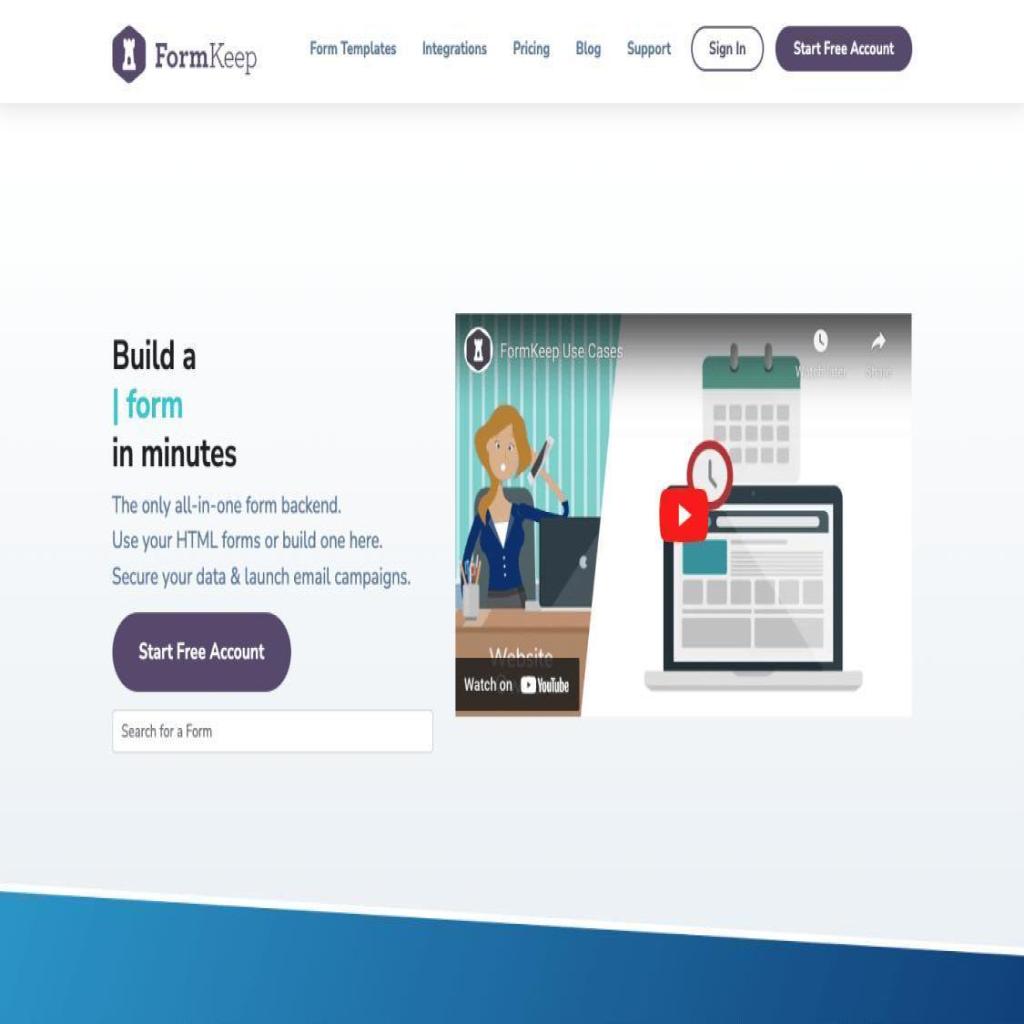 FormKeep
Form Templates
Integrations
Pricing
Blog
Support
Sign In
Start Free Account
Build a
| form
in minutes
The only all-in-one form backend.
Use your HTML forms or build one here.
Secure your data & launch email campaigns.
Start Free Account
Search for a Form
FormKeep Use Cases
Watch later
Share
Website
Watch on YouTube